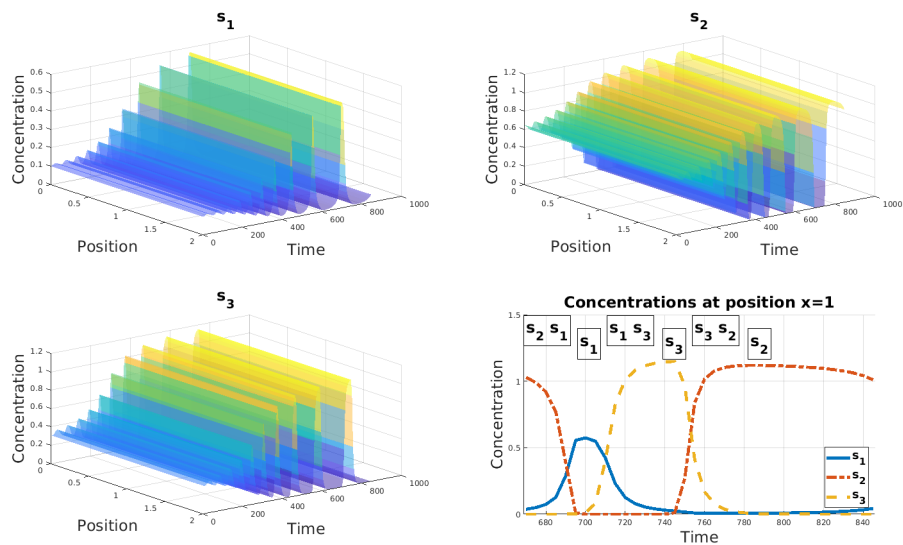 s1
Concentration
0.6
0.5
0.4
0.3
0.2
0.1
0
0
0.5
1
1.5
2
0
200
400
600
800
1000
Position
Time
s2
Concentration
1.2
1
0.8
0.6
0.4
0.2
0
0
0.5
1
1.5
2
0
200
400
600
800
1000
Position
Time
s3
Concentration
1.2
1
0.8
0.6
0.4
0.2
0
0
0.5
1
1.5
2
0
200
400
600
800
1000
Position
Time
Concentrations at position x=1
Concentration
1.5
1
0.5
0
s2 s1
s1
s1 s3
s3
s3 s2
s2
s1
s2
s3
680 700 720 740 760 780 800 820 840
Time